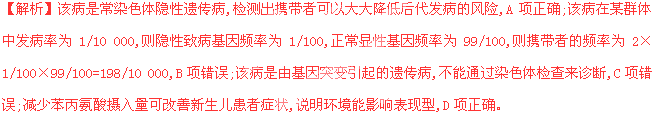 【解析】该病是常染色体隐性遗传病,检测出携带者可以大大降低后代发病的风险,A 项正确;该病在某群体
中发病率为 1/10 000,则隐性致病基因频率为 1/100,正常显性基因频率为 99/100,则携带者的频率为 2×
1/100×99/100=198/10 000,B项错误;该病是由基因突变引起的遗传病,不能通过染色体检查来诊断,C项错
误;减少苯丙氨酸摄入量可改善新生儿患者症状,说明环境能影响表现型,D 项正确。